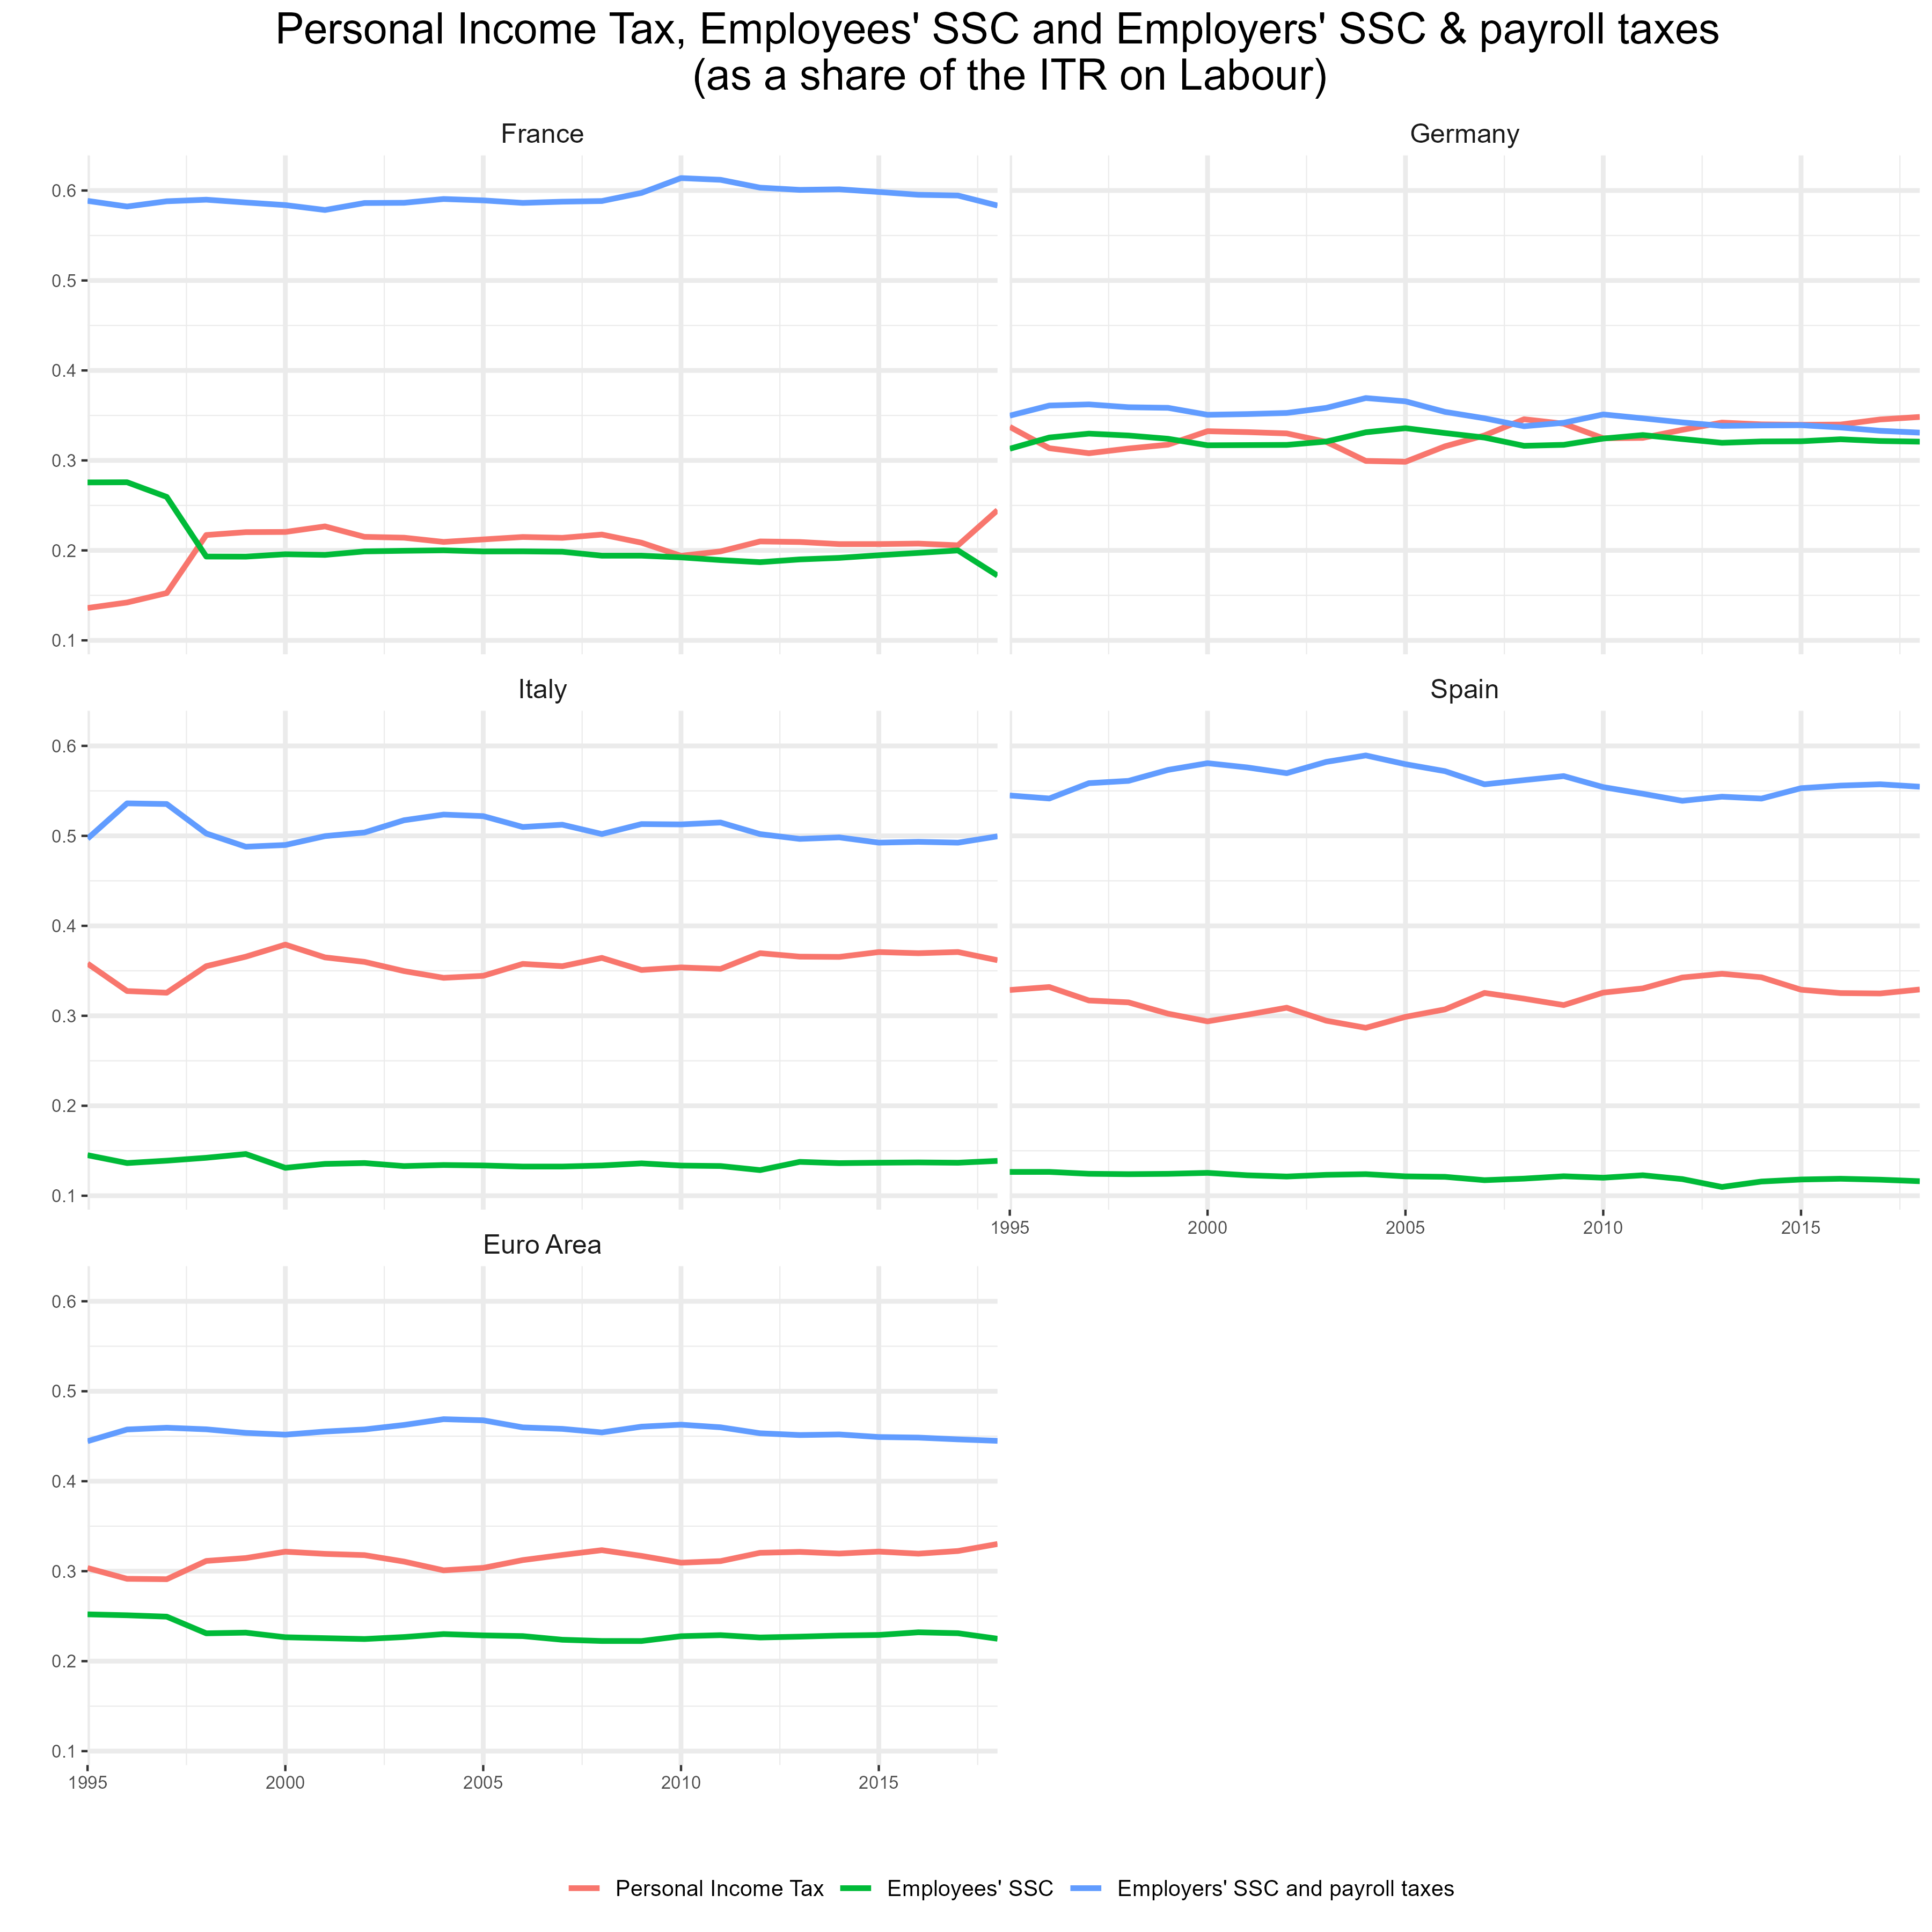 Personal Income Tax, Employees' SSC and Employers' SSC & payroll taxes
(as a share of the ITR on Labour)
France
Germany
0.6
0.5
0.4
0.3
0.2
0.1
Italy
Spain
0.6
0.5
0.4
0.3
0.2
0.1
1995 2000 2005 2010 2015
Euro Area
0.6
0.5
0.4
0.3
0.2
0.1
1995 2000 2005 2010 2015
Personal Income Tax Employees' SSC Employers' SSC and payroll taxes